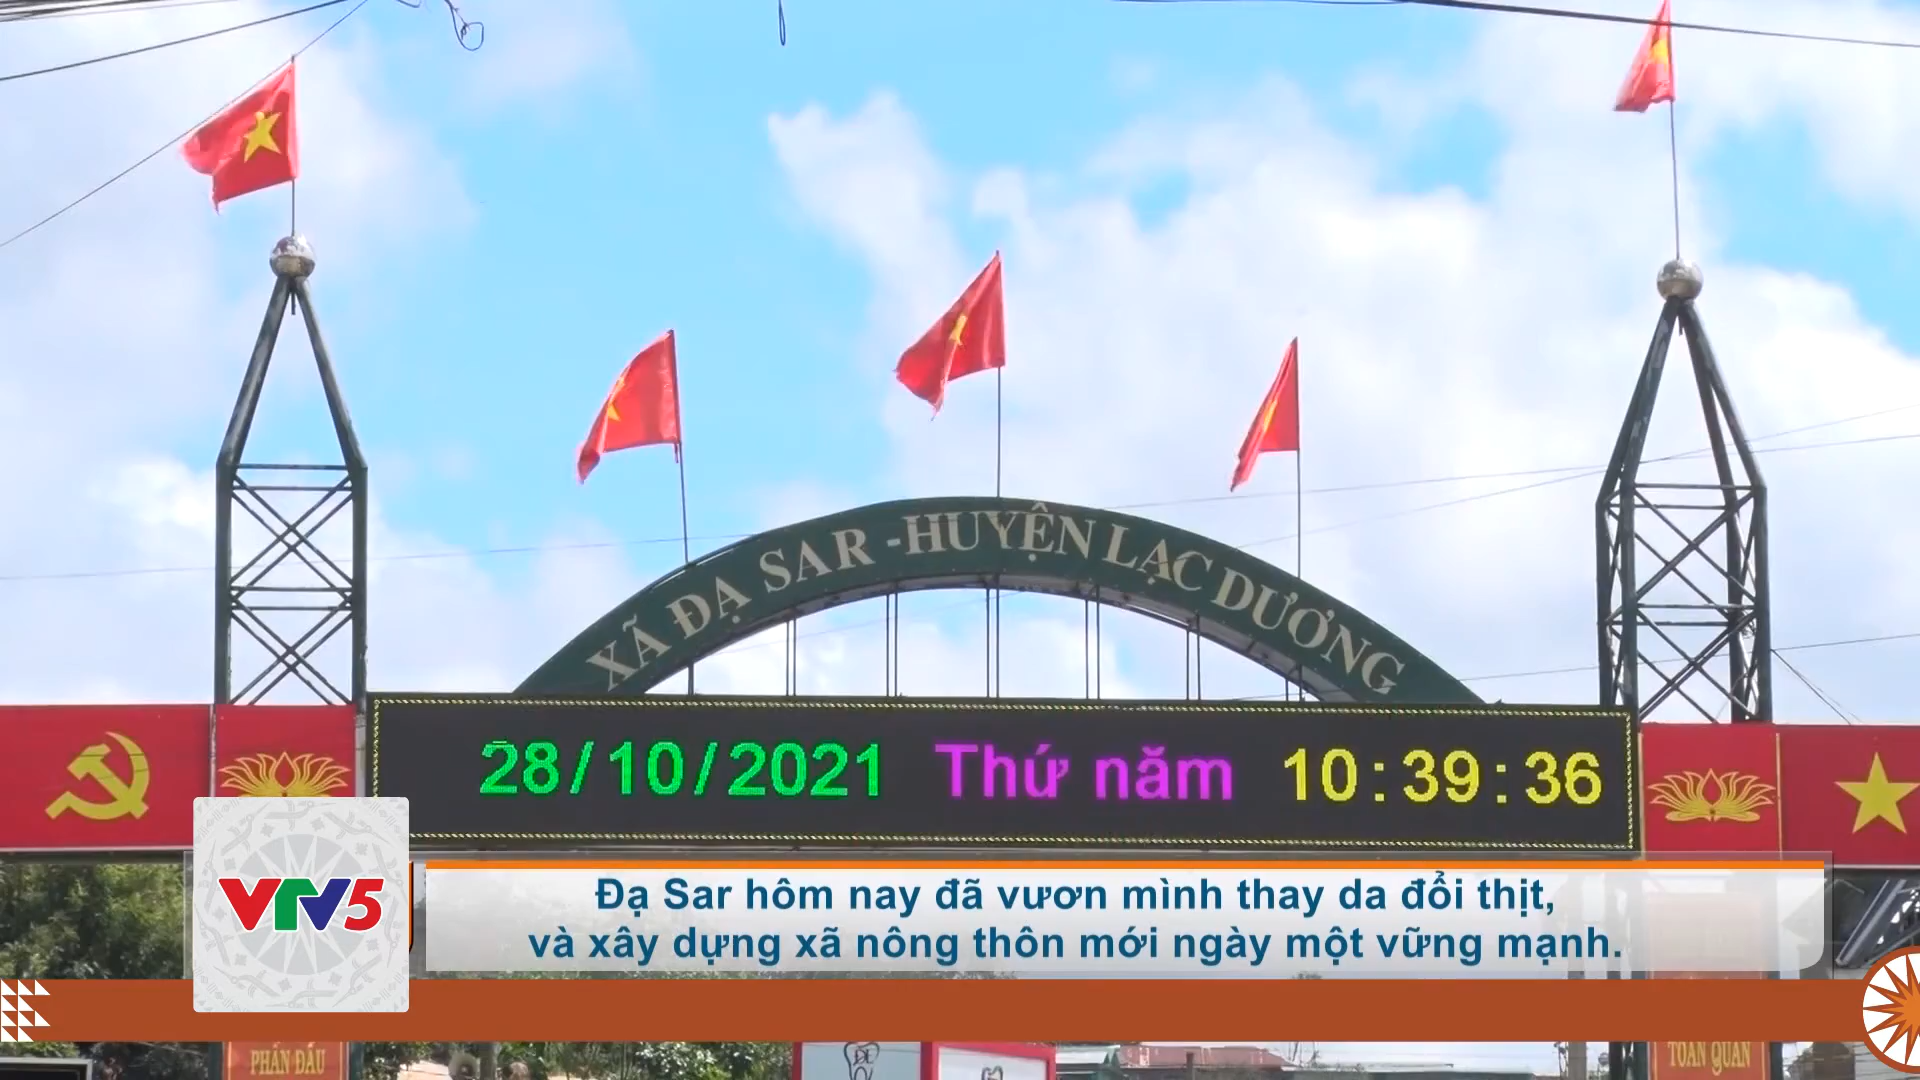 XÃ ĐẠ SAR - HUYỆN LẠC DƯƠNG
28/10/2021 Thứ năm 10:39:36
VTV5
Đạ Sar hôm nay đã vươn mình thay da đổi thịt,
và xây dựng xã nông thôn mới ngày một vững mạnh.
PHẤN ĐẤU
TOÀN QUÂN